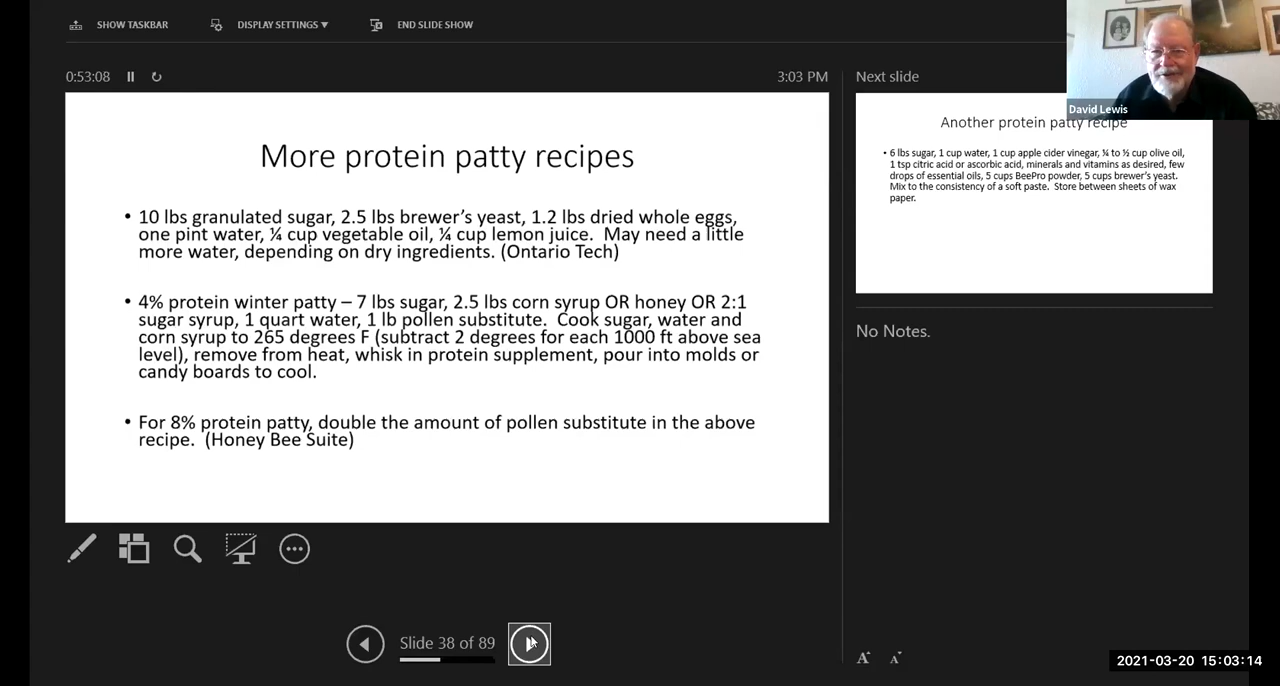 SHOW TASKBAR
DISPLAY SETTINGS ▼
END SLIDE SHOW
0:53:08
3:03 PM
More protein patty recipes
• 10 lbs granulated sugar, 2.5 lbs brewer’s yeast, 1.2 lbs dried whole eggs,
one pint water, ¼ cup vegetable oil, ¼ cup lemon juice. May need a little
more water, depending on dry ingredients. (Ontario Tech)
• 4% protein winter patty – 7 lbs sugar, 2.5 lbs corn syrup OR honey OR 2:1
sugar syrup, 1 quart water, 1 lb pollen substitute. Cook sugar, water and
corn syrup to 265 degrees F (subtract 2 degrees for each 1000 ft above sea
level), remove from heat, whisk in protein supplement, pour into molds or
candy boards to cool.
• For 8% protein patty, double the amount of pollen substitute in the above
recipe. (Honey Bee Suite)
Slide 38 of 89
Next slide
David Lewis
Another protein patty recipe
• 6 lbs sugar, 1 cup water, 1 cup apple cider vinegar, ¼ to ½ cup olive oil,
1 tsp citric acid or ascorbic acid, minerals and vitamins as desired, few
drops of essential oils, 5 cups BeePro powder, 5 cups brewer’s yeast.
Mix to the consistency of a soft paste. Store between sheets of wax
paper.
No Notes.
A A
2021-03-20 15:03:14